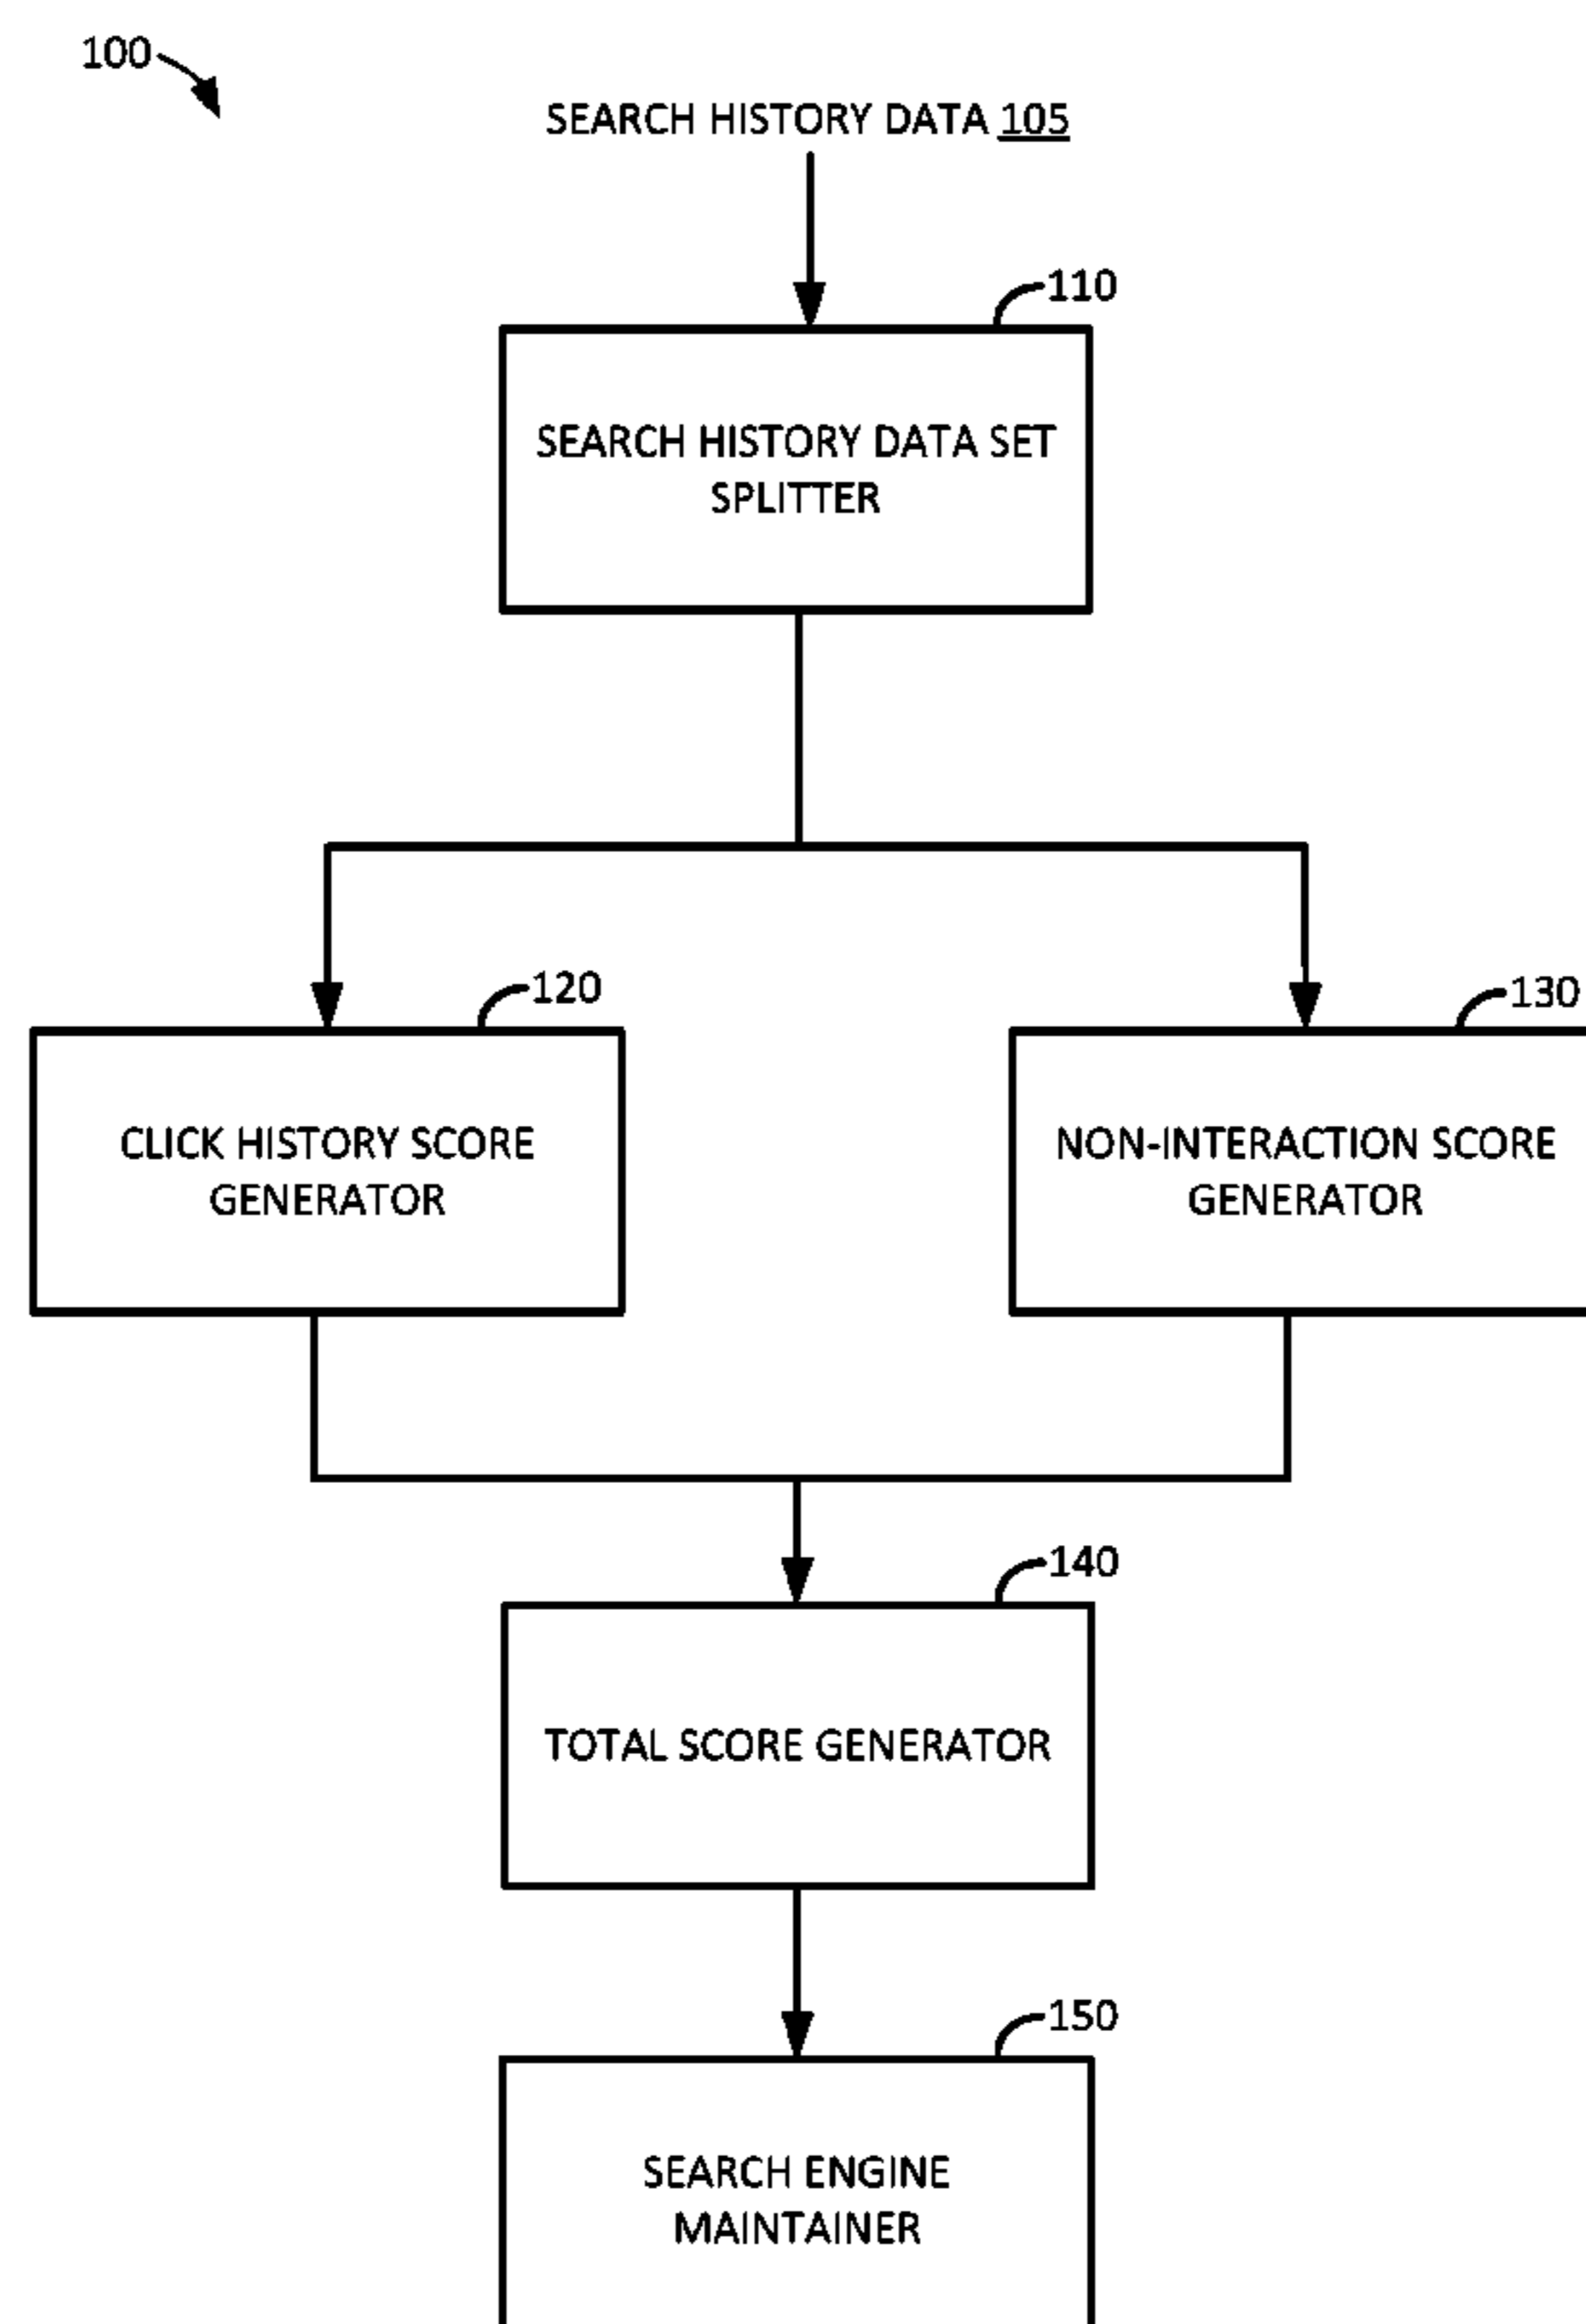 100
SEARCH HISTORY DATA 105
110
SEARCH HISTORY DATA SET
SPLITTER
120
130
CLICK HISTORY SCORE
GENERATOR
NON-INTERACTION SCORE
GENERATOR
140
TOTAL SCORE GENERATOR
150
SEARCH ENGINE
MAINTAINER